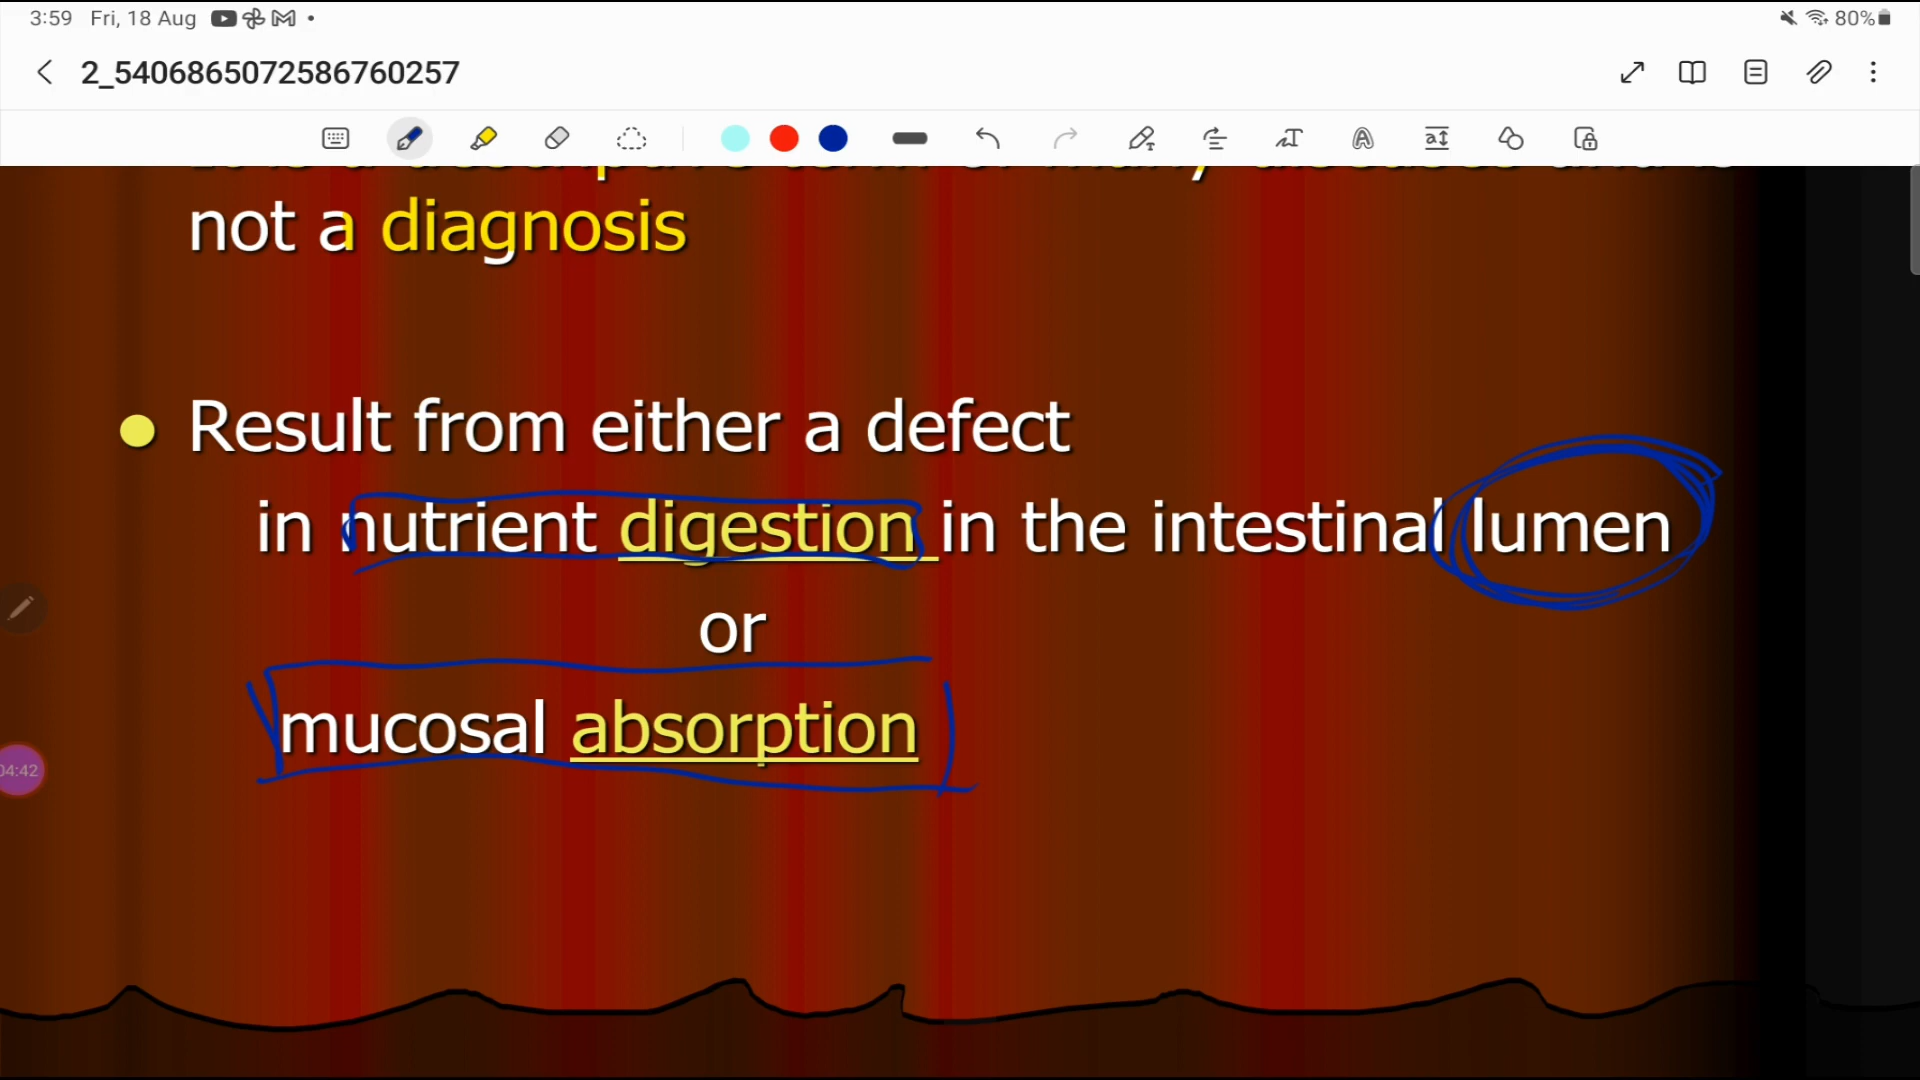 3:59 Fri, 18 Aug
80%
2_5406865072586760257
not a diagnosis
Result from either a defect
in nutrient digestion in the intestinal lumen
or
mucosal absorption
04:42